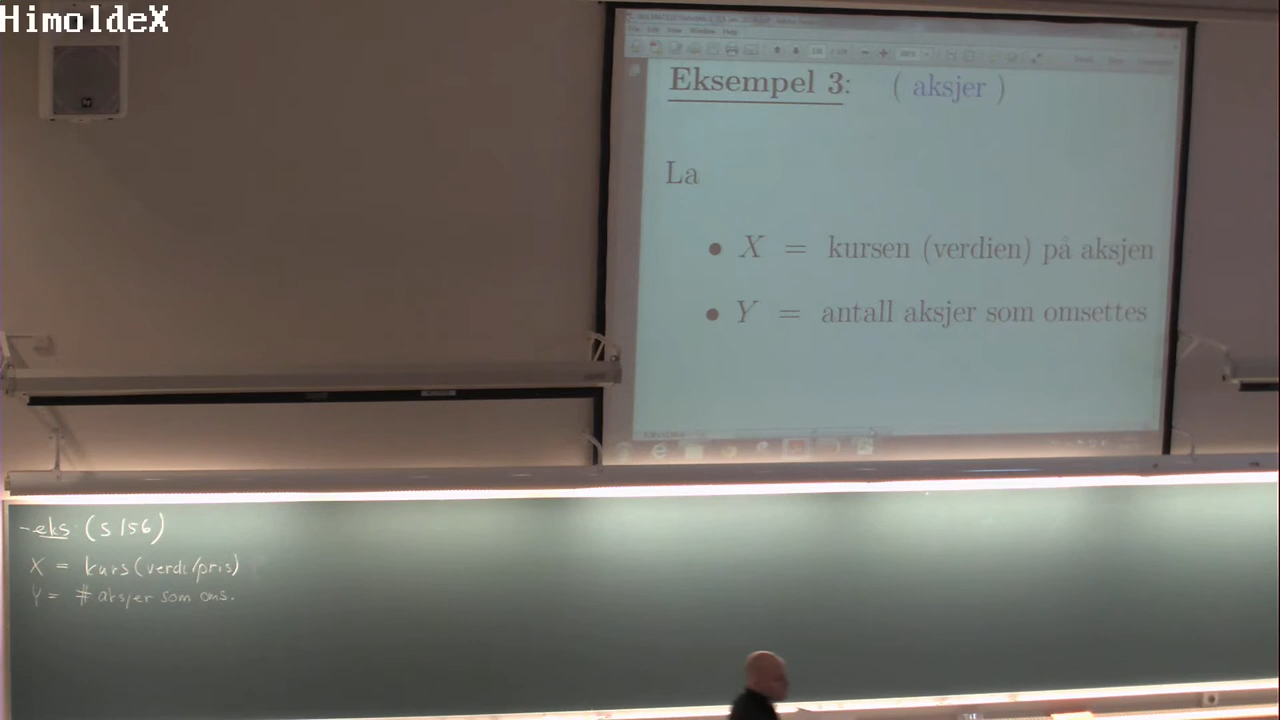 HimoldeX
Eksempel 3: ( aksjer )
La
• X = kursen (verdien) på aksjen
• Y = antall aksjer som omsettes
-eks (S 156)
X = kurs (verdi/pris)
Y = # aksjer som oms.